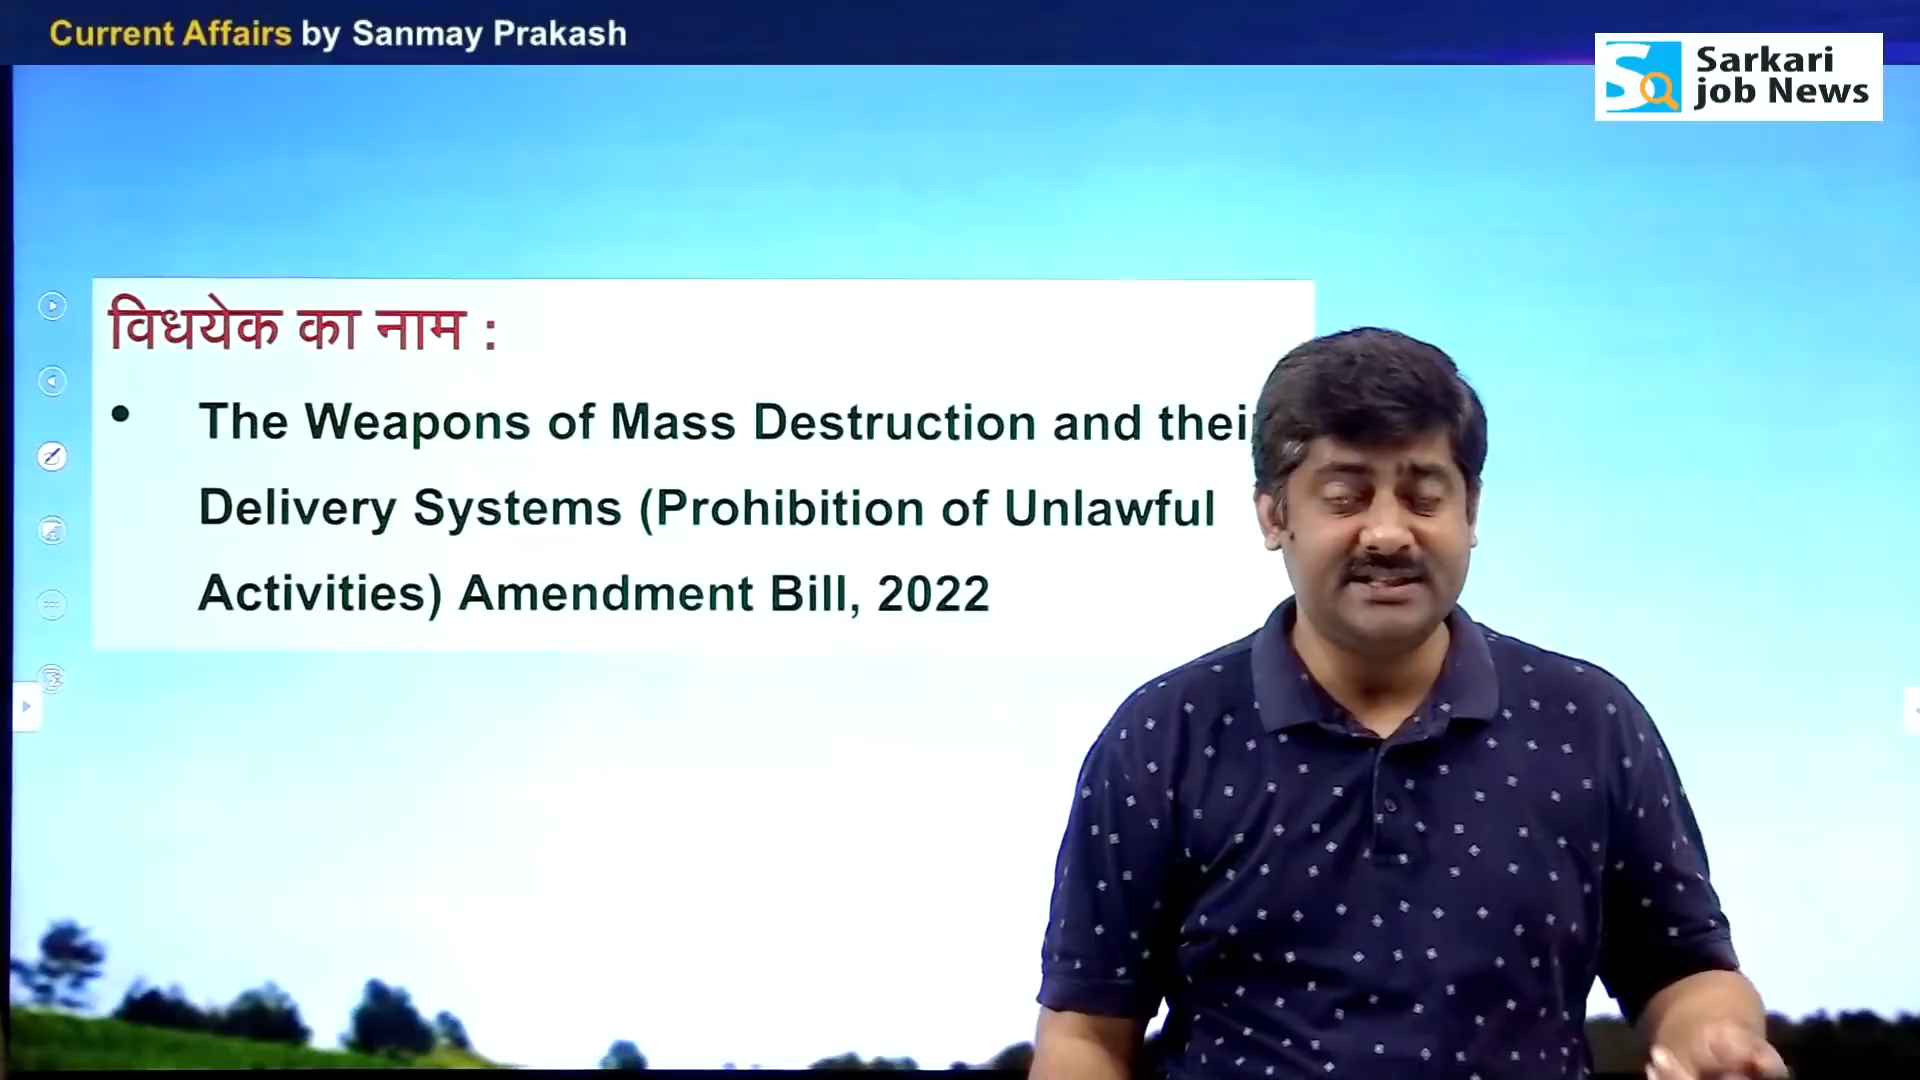 Current Affairs by Sanmay Prakash
Sarkari
Job News
विधयेक का नाम :
• The Weapons of Mass Destruction and their
Delivery Systems (Prohibition of Unlawful
Activities) Amendment Bill, 2022